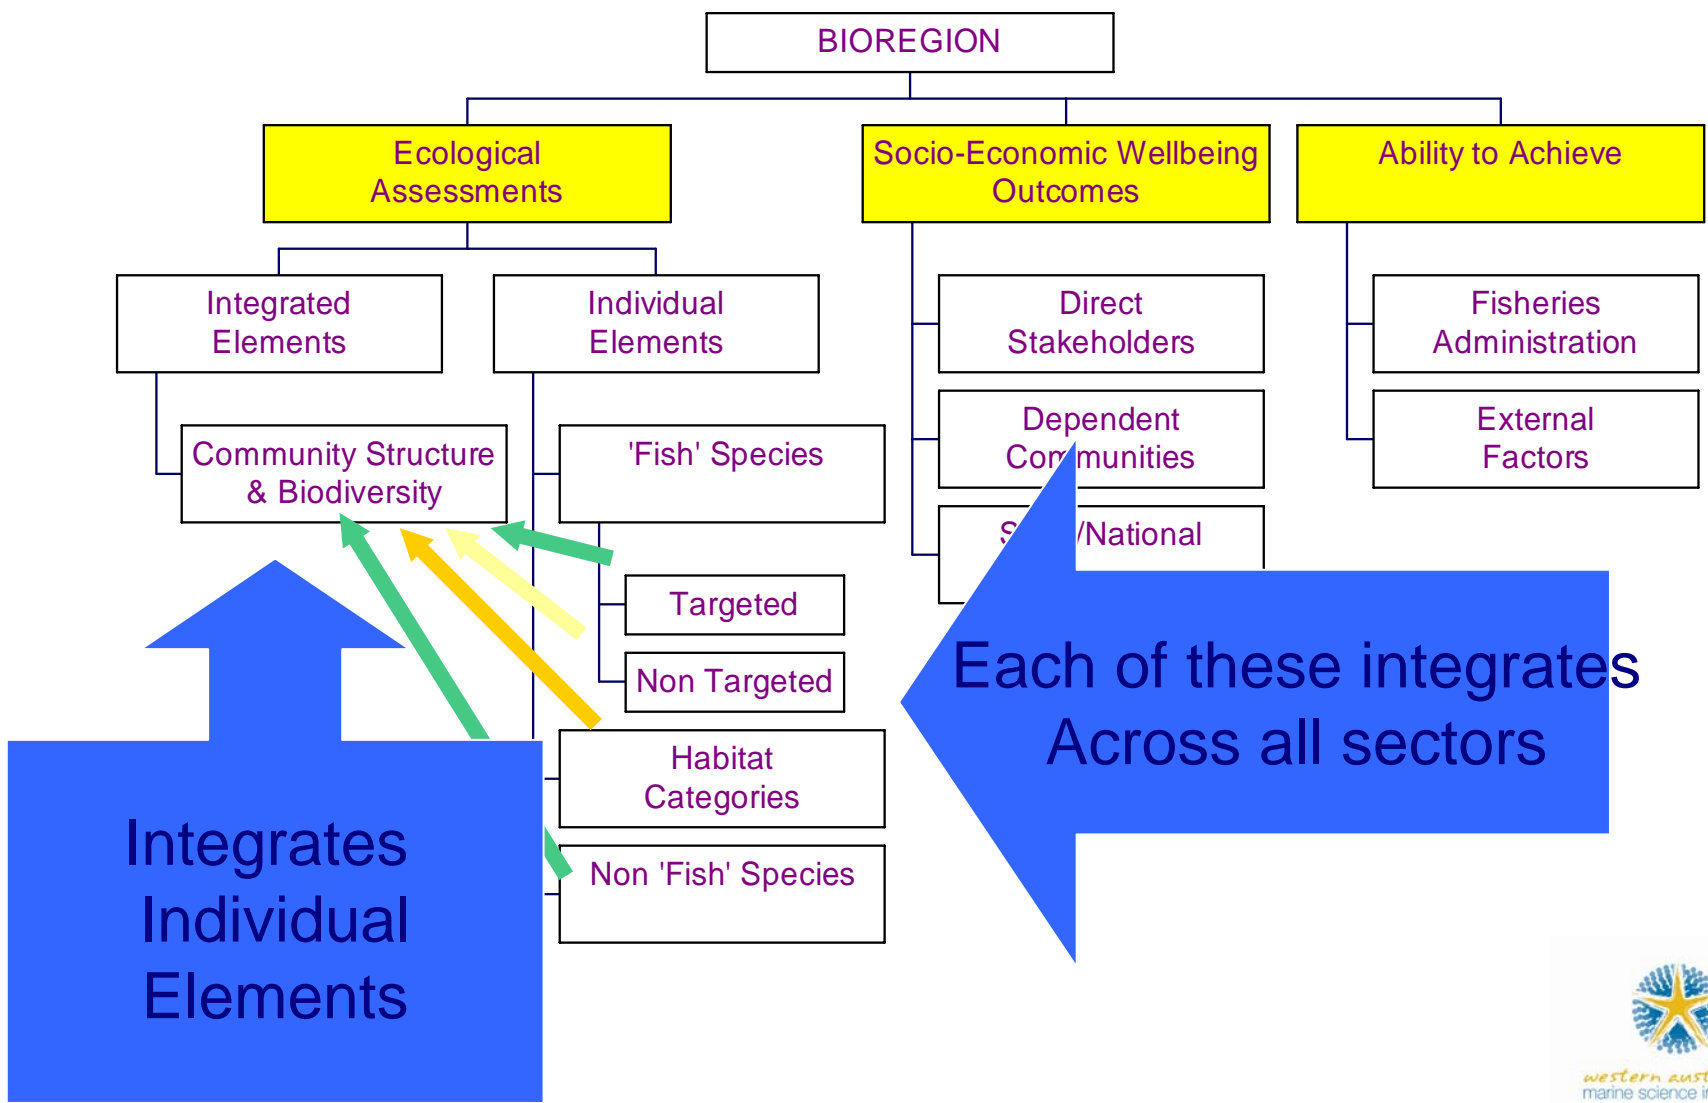 BIOREGION
Ecological
Assessments
Socio-Economic Wellbeing
Outcomes
Ability to Achieve
Integrated
Elements
Individual
Elements
Direct
Stakeholders
Fisheries
Administration
Community Structure
& Biodiversity
'Fish' Species
Dependent
Communities
External
Factors
/National
Targeted
Non Targeted
Habitat
Categories
Non 'Fish' Species
Each of these integrates
Across all sectors
Integrates
Individual
Elements
western
marine science